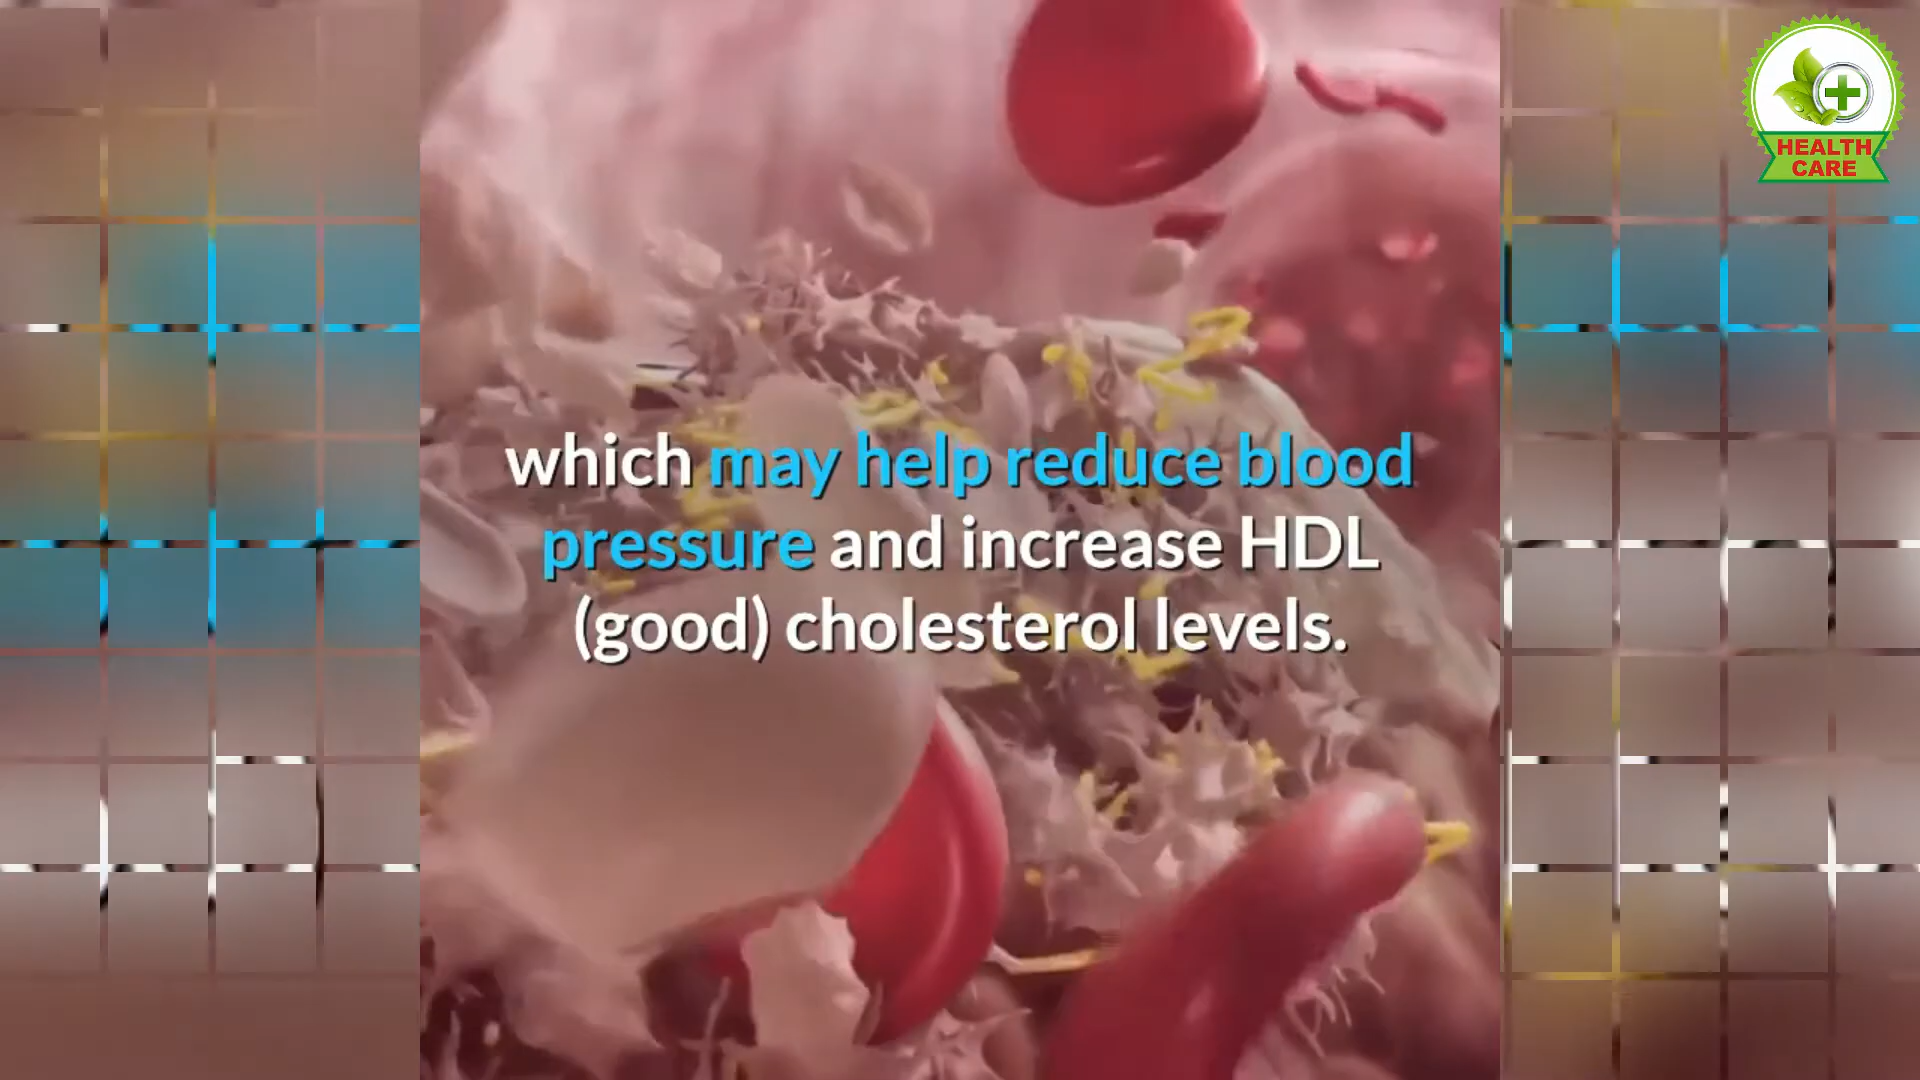 HEALTH
CARE
which may help reduce blood
pressure and increase HDL
(good) cholesterol levels.